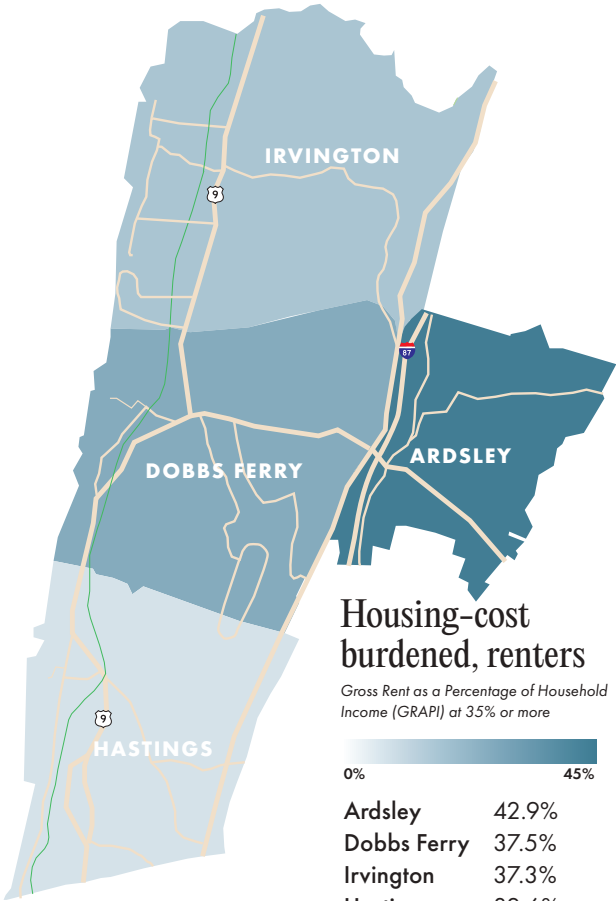 IRVINGTON
9
87
ARDSLEY
DOBBS FERRY
Housing-cost
burdened, renters
Gross Rent as a Percentage of Household
Income (GRAPI) at 35% or more
9
HASTINGS
0% 45%
Ardsley 42.9%
Dobbs Ferry 37.5%
Irvington 37.3%